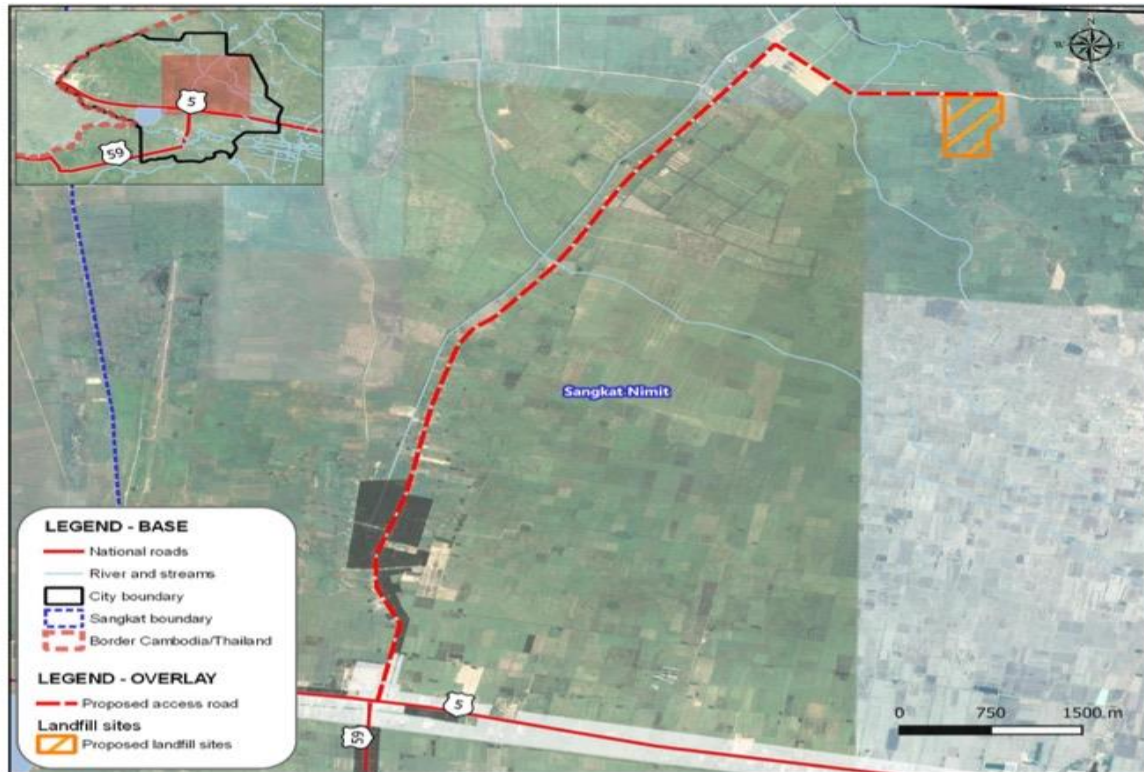 5
59
N
W E
S
Sangkat Nimit
LEGEND - BASE
National roads
River and streams
City boundary
Sangkat boundary
Border Cambodia/Thailand
LEGEND - OVERLAY
Proposed access road
Landfill sites
Proposed landfill sites
5
59
0 750 1500 m